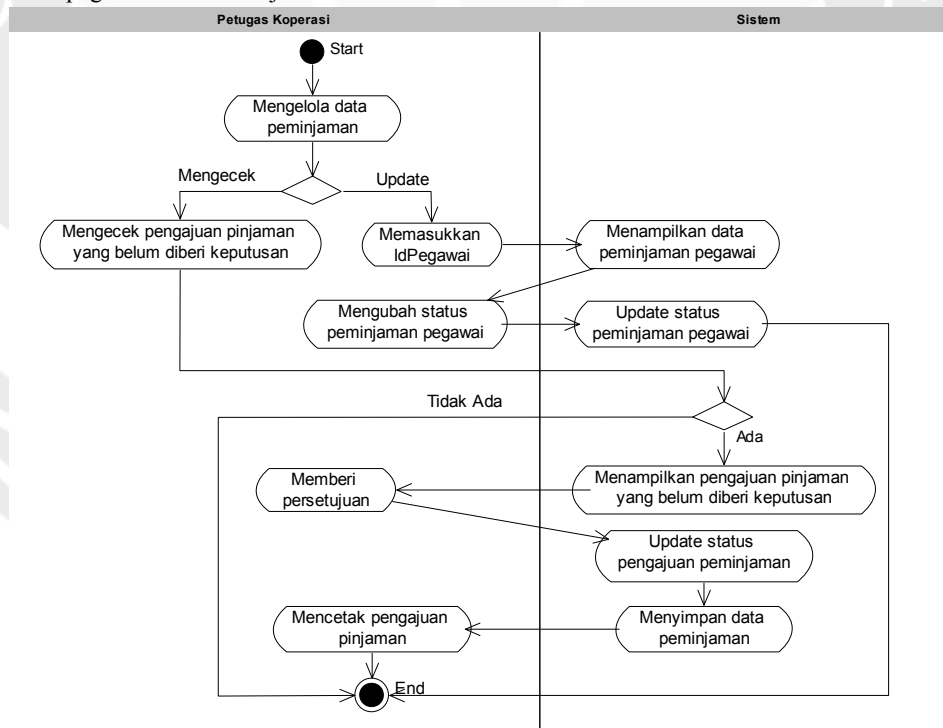 Petugas Koperasi
Sistem
Start
Mengelola data
peminjaman
Mengecek
Update
Mengecek pengajuan pinjaman
yang belum diberi keputusan
Memasukkan
IdPegawai
Menampilkan data
peminjaman pegawai
Mengubah status
peminjaman pegawai
Update status
peminjaman pegawai
Tidak Ada
Ada
Memberi
persetujuan
Menampilkan pengajuan pinjaman
yang belum diberi keputusan
Update status
pengajuan peminjaman
Mencetak pengajuan
pinjaman
Menyimpan data
peminjaman
End